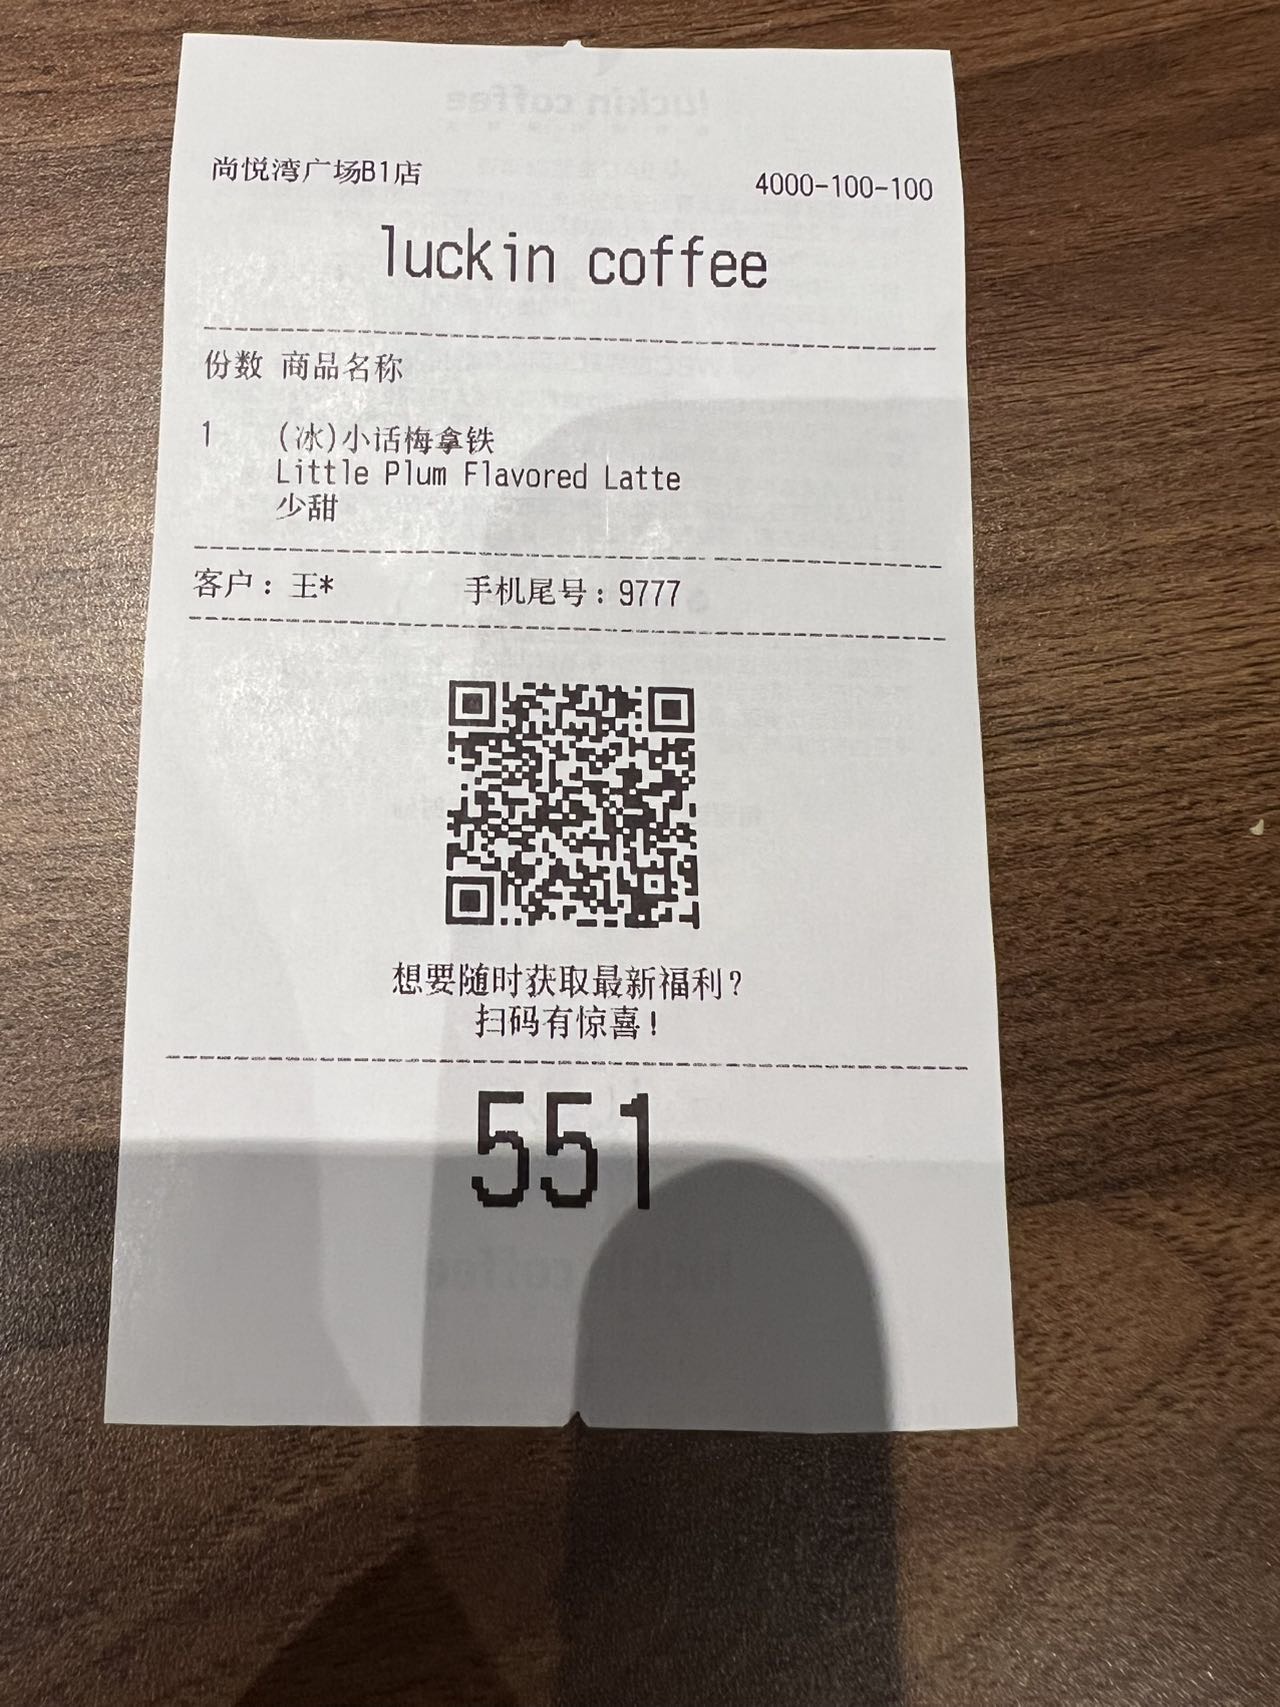 尚悦湾广场B1店
4000-100-100
luckin coffee
份数 商品名称
1 (冰)小话梅拿铁
Little Plum Flavored Latte
少甜
客户: 王* 手机尾号: 9777
想要随时获取最新福利?
扫码有惊喜!
551